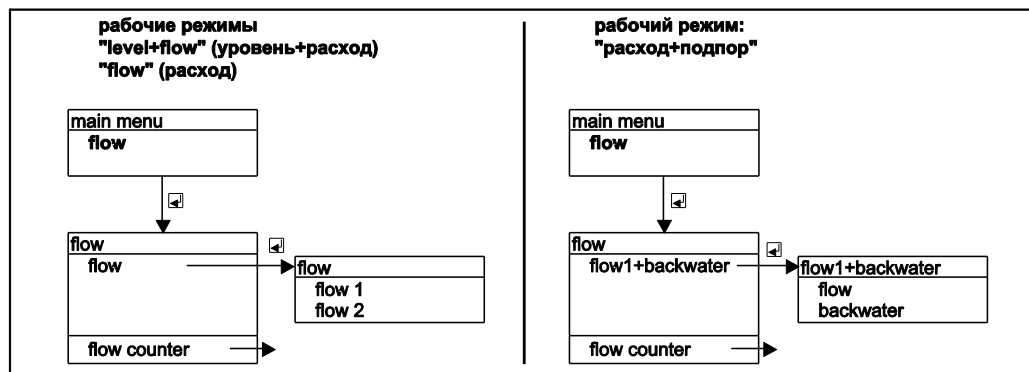 рабочие режимы
"level+flow" (уровень+расход)
"flow" (расход)
main menu
flow
flow
flow
flow
flow 1
flow 2
flow counter
рабочий режим:
"расход+подпор"
main menu
flow
flow
flow1+backwater
flow1+backwater
flow
backwater
flow counter